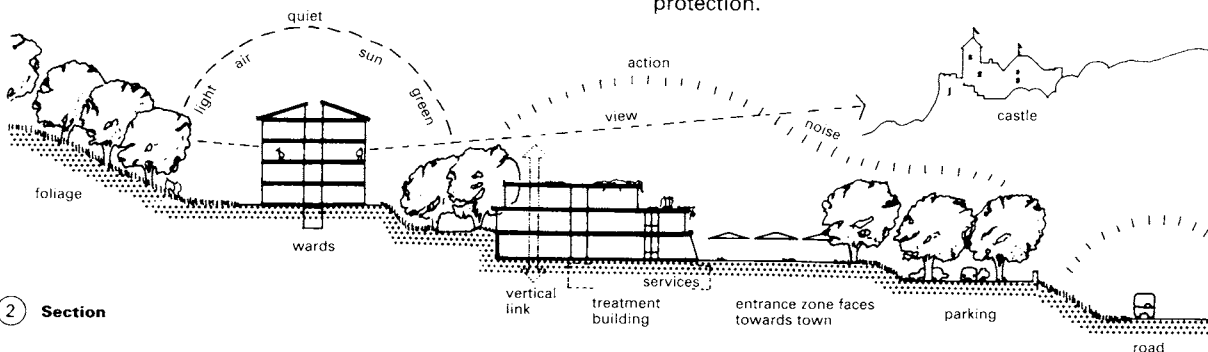 protection.
quiet
air
sun
light
green
action
view
noise
castle
foliage
wards
vertical
link
services
treatment
building
entrance zone faces
towards town
parking
road
2 Section